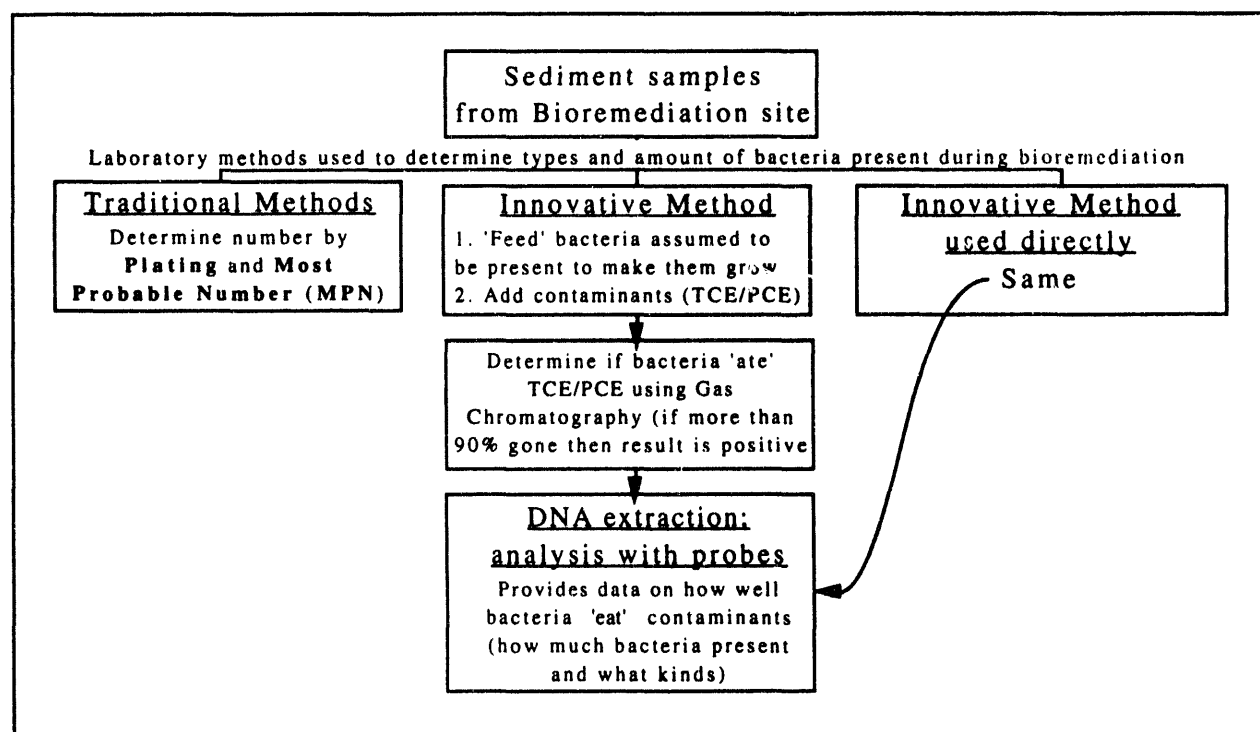 Sediment samples
from Bioremediation site
Laboratory methods used to determine types and amount of bacteria present during bioremediation
Traditional Methods
Determine number by
Plating and Most
Probable Number (MPN)
Innovative Method
1. 'Feed' bacteria assumed to
be present to make them grow
2. Add contaminants (TCE/PCE)
Innovative Method
used directly
Same
Determine if bacteria 'ate'
TCE/PCE using Gas
Chromatography (if more than
90% gone then result is positive
DNA extraction:
analysis with probes
Provides data on how well
bacteria 'eat' contaminants
(how much bacteria present
and what kinds)